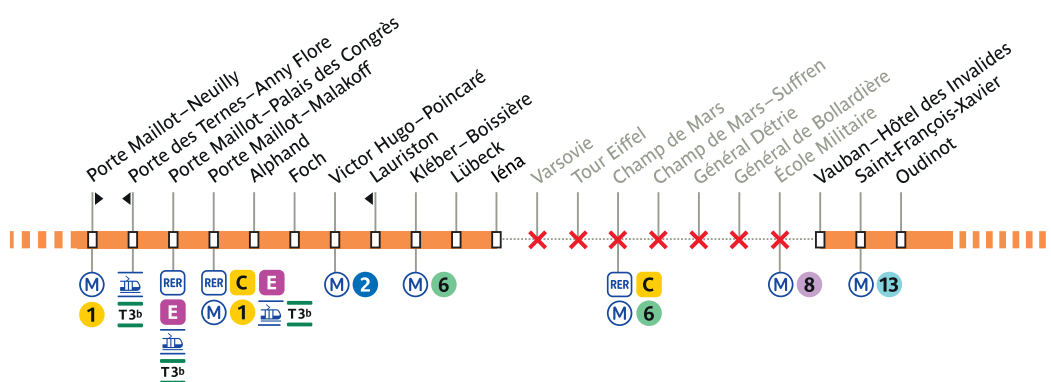 Porte Maillot – Neuilly
Porte des Ternes – Anny Flore
Porte Maillot – Palais des Congrès
Porte Maillot – Malakoff
Alphand
Foch
Victor Hugo – Poincaré
Lauriston
Kléber – Boissière
Lübeck
Iéna
Varsovie
Tour Eiffel
Champ de Mars
Champ de Mars – Suffren
Général Détrie
Général de Bollardière
École Militaire
Vauban – Hôtel des Invalides
Saint-François-Xavier
Oudinot
M
1
T3b
RER
E
T3b
RER C E
M 1 T3b
M 2
M 6
RER C
M 6
M 8
M 13